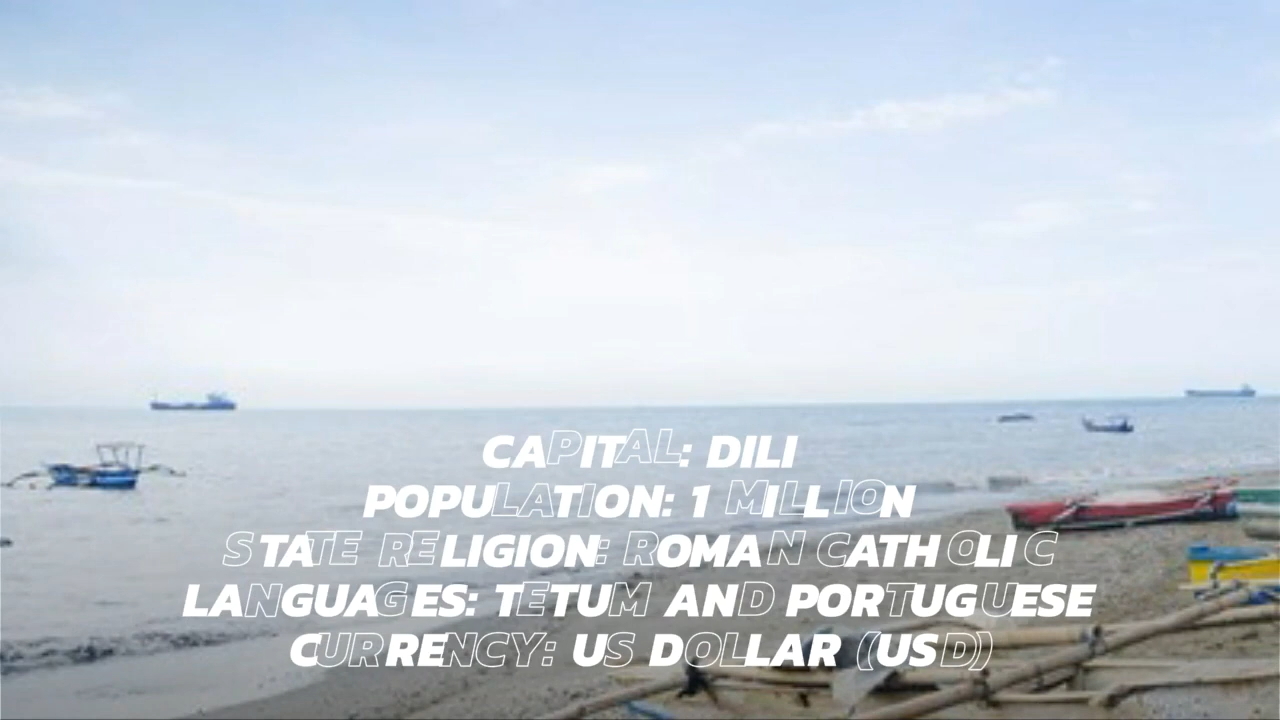 CAPITAL: DILI
POPULATION: 1 MILLION
STATE RELIGION: ROMAN CATHOLIC
LANGUAGES: TETUM AND PORTUGUESE
CURRENCY: US DOLLAR (USD)